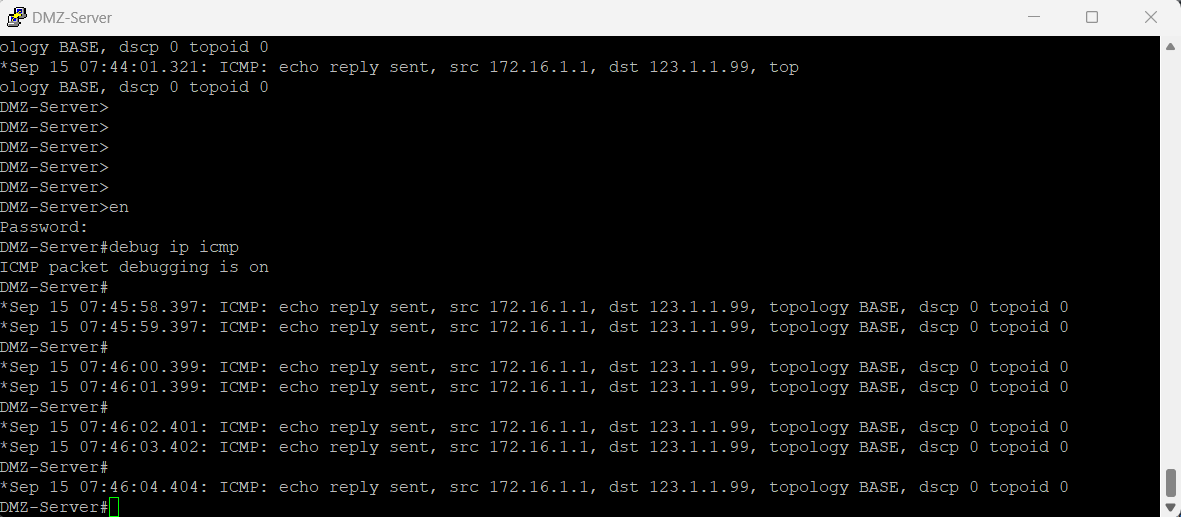 DMZ-Server
ology BASE, dscp 0 topoid 0
*Sep 15 07:44:01.321: ICMP: echo reply sent, src 172.16.1.1, dst 123.1.1.99, top
ology BASE, dscp 0 topoid 0
DMZ-Server>
DMZ-Server>
DMZ-Server>
DMZ-Server>
DMZ-Server>
DMZ-Server>en
Password:
DMZ-Server#debug ip icmp
ICMP packet debugging is on
DMZ-Server#
*Sep 15 07:45:58.397: ICMP: echo reply sent, src 172.16.1.1, dst 123.1.1.99, topology BASE, dscp 0 topoid 0
*Sep 15 07:45:59.397: ICMP: echo reply sent, src 172.16.1.1, dst 123.1.1.99, topology BASE, dscp 0 topoid 0
DMZ-Server#
*Sep 15 07:46:00.399: ICMP: echo reply sent, src 172.16.1.1, dst 123.1.1.99, topology BASE, dscp 0 topoid 0
*Sep 15 07:46:01.399: ICMP: echo reply sent, src 172.16.1.1, dst 123.1.1.99, topology BASE, dscp 0 topoid 0
DMZ-Server#
*Sep 15 07:46:02.401: ICMP: echo reply sent, src 172.16.1.1, dst 123.1.1.99, topology BASE, dscp 0 topoid 0
*Sep 15 07:46:03.402: ICMP: echo reply sent, src 172.16.1.1, dst 123.1.1.99, topology BASE, dscp 0 topoid 0
DMZ-Server#
*Sep 15 07:46:04.404: ICMP: echo reply sent, src 172.16.1.1, dst 123.1.1.99, topology BASE, dscp 0 topoid 0
DMZ-Server#